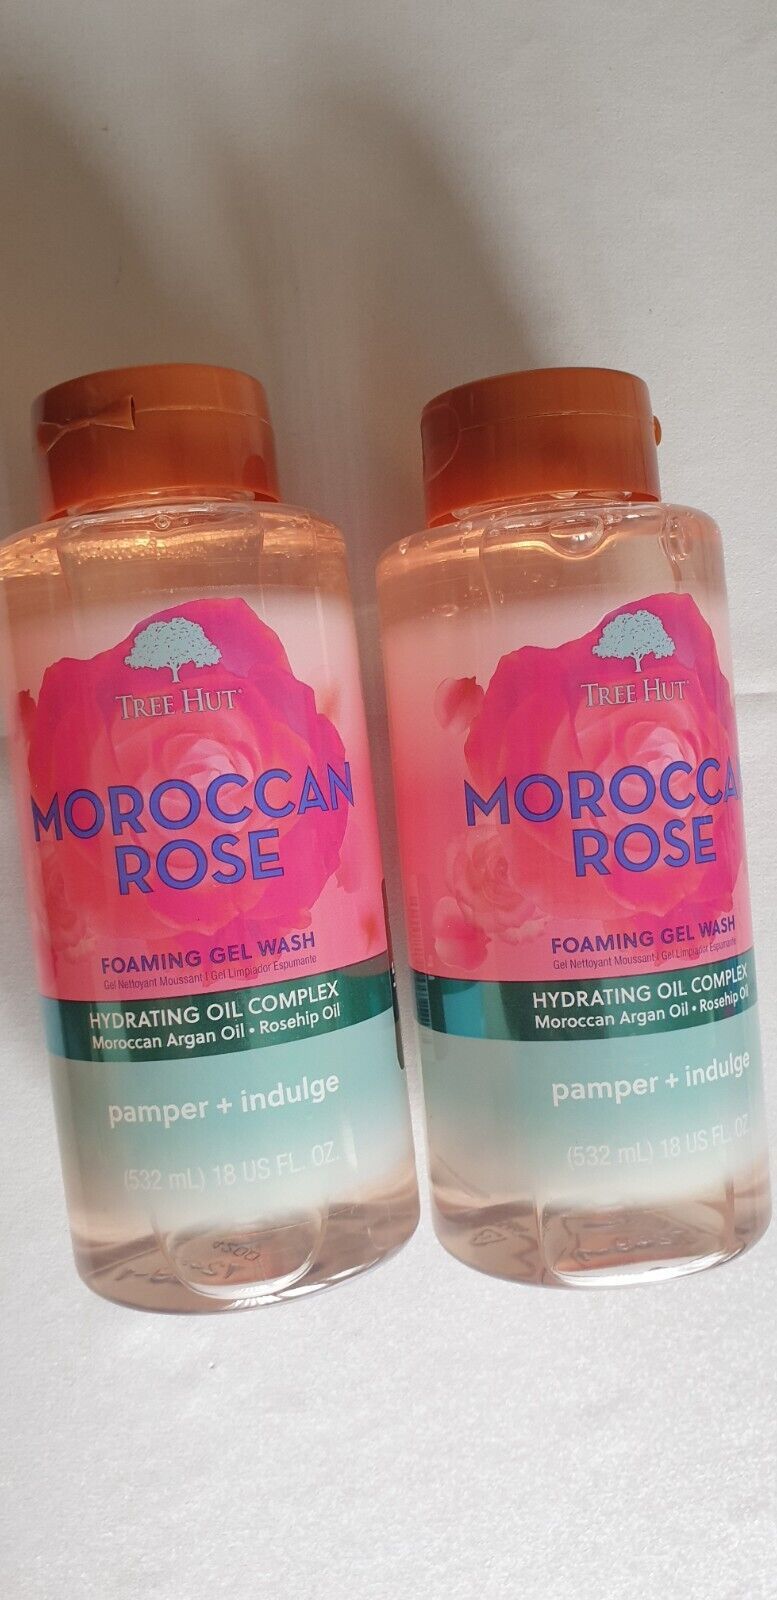 TREE HUT®
MOROCCAN
ROSE
FOAMING GEL WASH
Gel Nettoyant Moussant | Gel Limpiador Espumante
HYDRATING OIL COMPLEX
Moroccan Argan Oil • Rosehip Oil
pamper + indulge
(532 mL) 18 US FL. OZ.
TREE HUT®
MOROCCA
ROSE
FOAMING GEL WASH
Gel Nettoyant Moussant | Gel Limpiador Espumante
HYDRATING OIL COMPLEX
Moroccan Argan Oil • Rosehip Oil
pamper + indulge
(532 mL) 18 US FL. OZ